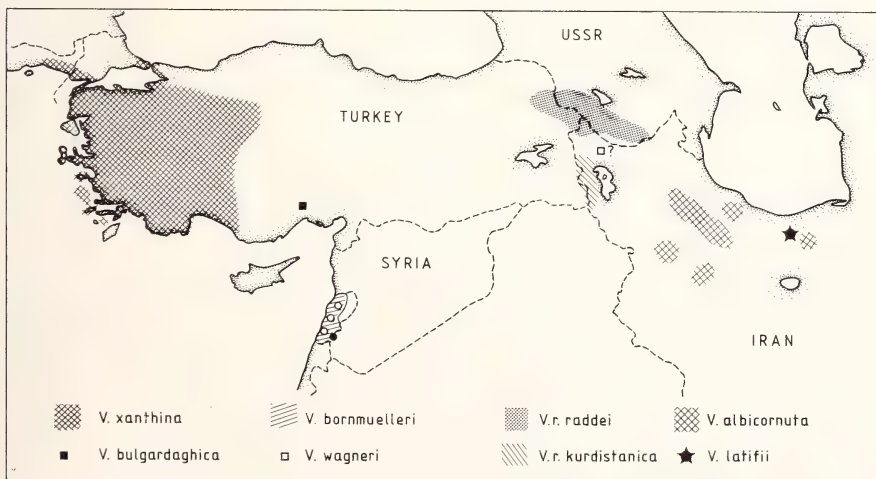 USSR
TURKEY
?
SYRIA
IRAN
V. xanthina
V. bornmuelleri
V.r. raddei
V. albicornuta
V. bulgardaghica
V. wagneri
V.r. kurdistanica
V. latifii